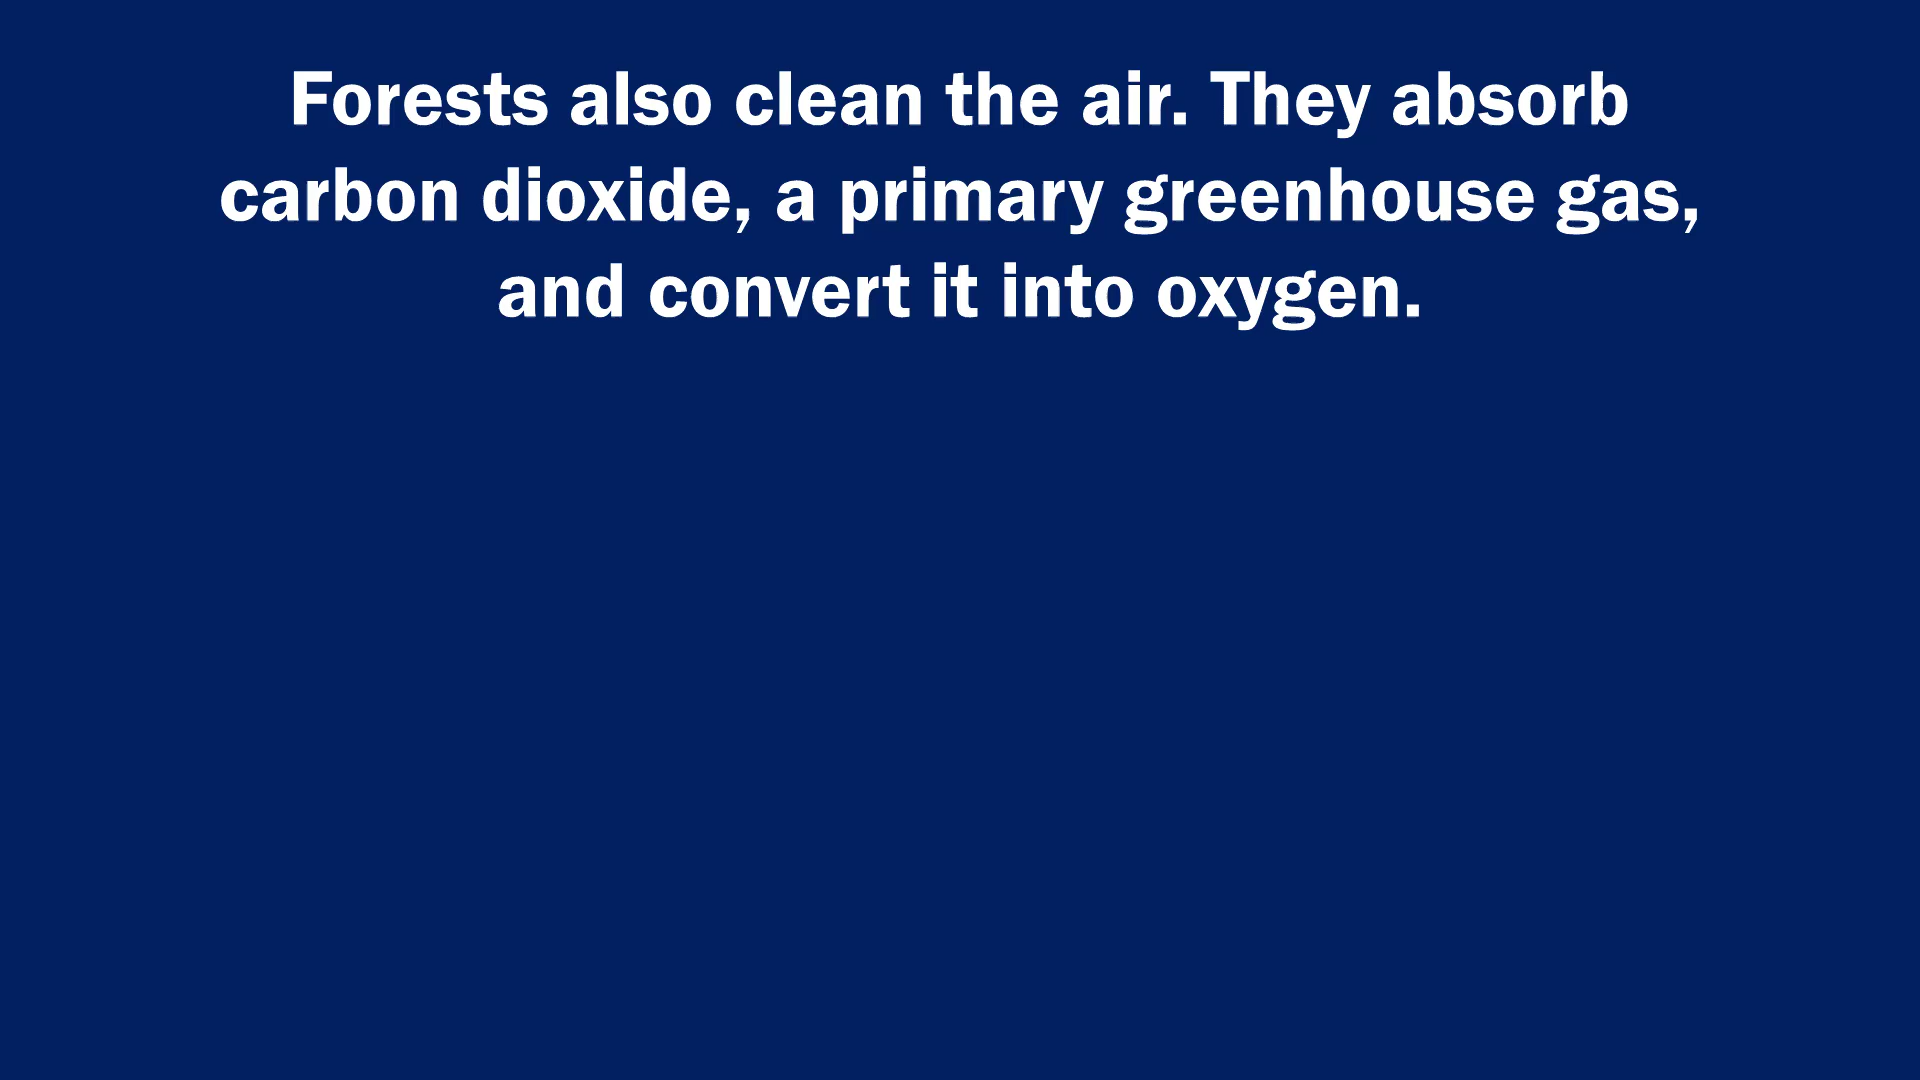 Forests also clean the air. They absorb
carbon dioxide, a primary greenhouse gas,
and convert it into oxygen.